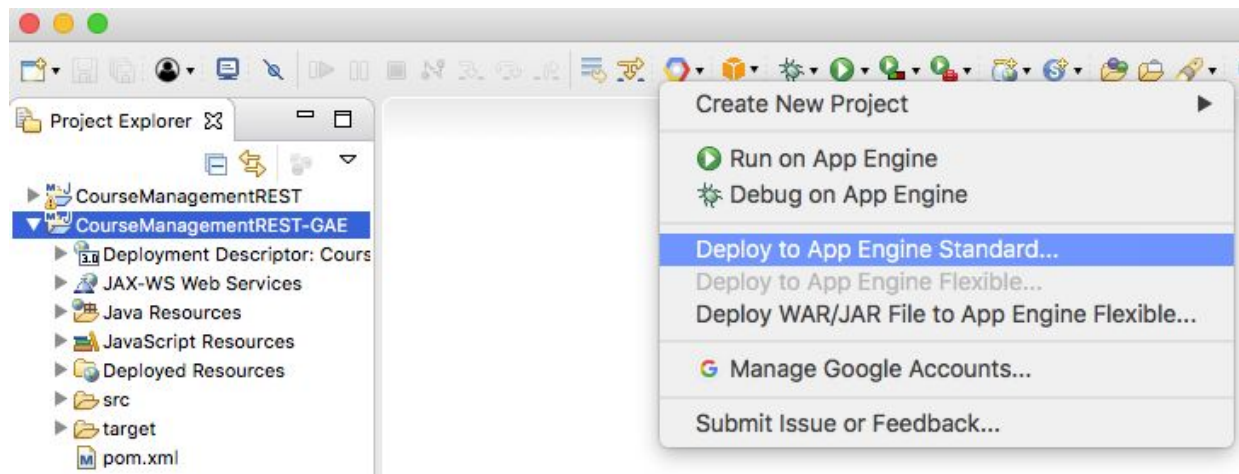 Project Explorer
CourseManagementREST
CourseManagementREST-GAE
Deployment Descriptor: Cours
JAX-WS Web Services
Java Resources
JavaScript Resources
Deployed Resources
src
target
pom.xml
Create New Project
Run on App Engine
Debug on App Engine
Deploy to App Engine Standard...
Deploy to App Engine Flexible...
Deploy WAR/JAR File to App Engine Flexible...
G Manage Google Accounts...
Submit Issue or Feedback...